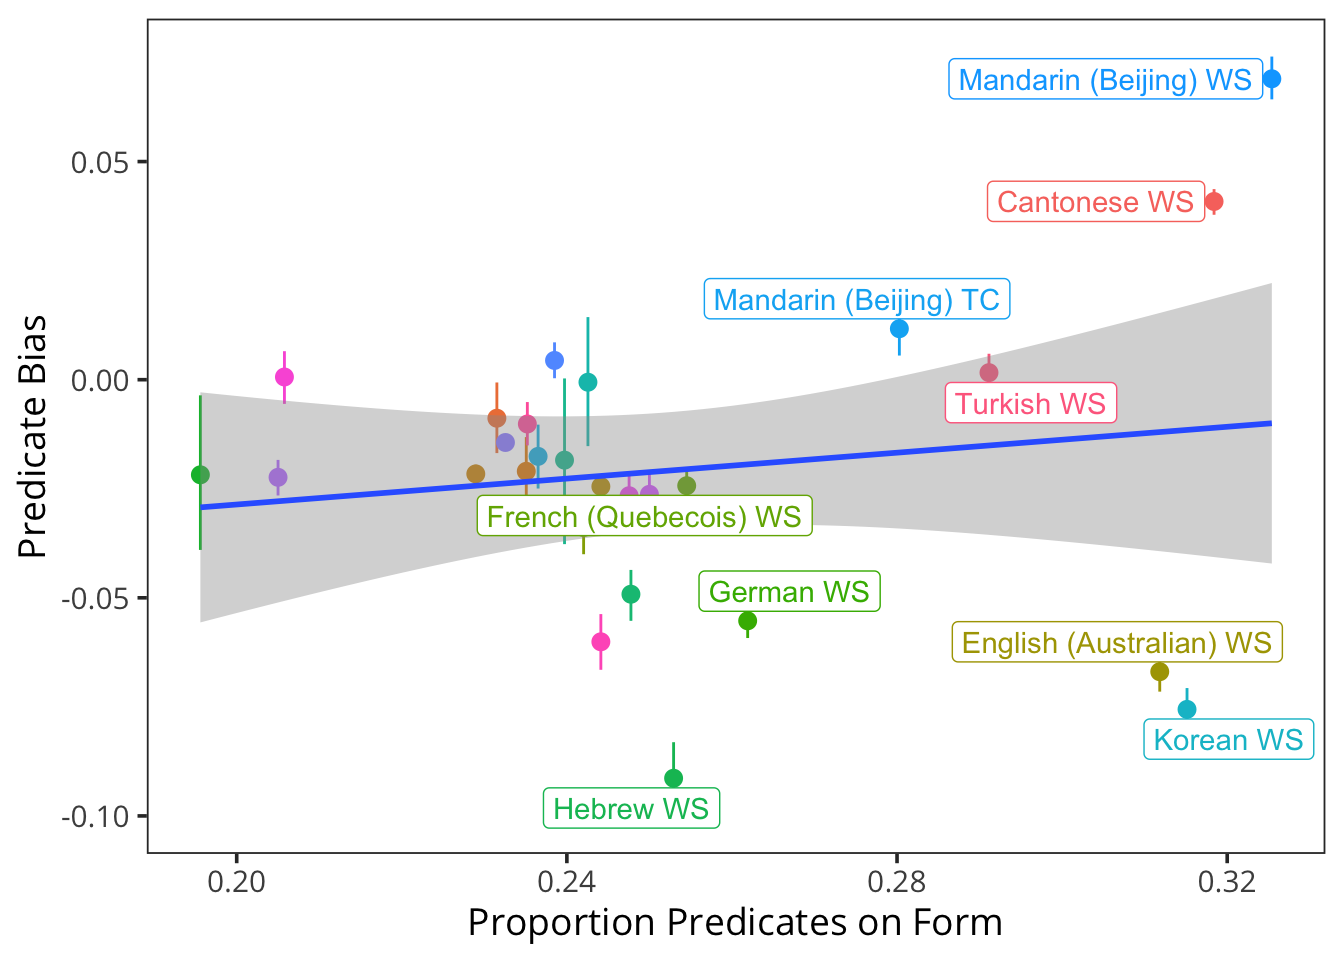 Mandarin (Beijing) WS
0.05
Cantonese WS
Mandarin (Beijing) TC
0.00
Turkish WS
Predicate Bias
French (Quebecois) WS
German WS
-0.05
English (Australian) WS
Korean WS
Hebrew WS
-0.10
0.20 0.24 0.28 0.32
Proportion Predicates on Form